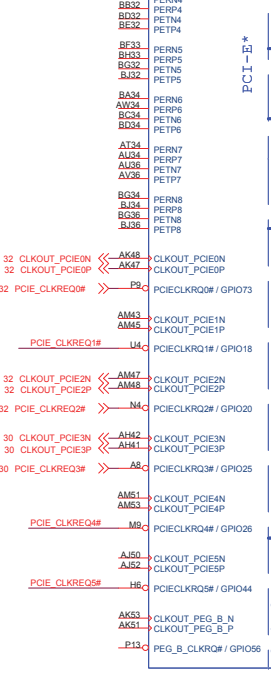 PERN4
BB32 PERP4
BD32 PETN4
BE32 PETP4
BF33 PERN5
BH33 PERP5
BG32 PETN5
BJ32 PETP5
PCI-E*
BA34 PERN6
AW34 PERP6
BC34 PETN6
BD34 PETP6
AT34 PERN7
AU34 PERP7
AU36 PETN7
AV36 PETP7
BG34 PERN8
BJ34 PERP8
BG36 PETN8
BJ36 PETP8
32 CLKOUT_PCIE0N AK48 CLKOUT_PCIE0N
32 CLKOUT_PCIE0P AK47 CLKOUT_PCIE0P
32 PCIE_CLKREQ0# P9 PCIECLKRQ0# / GPIO73
AM43 CLKOUT_PCIE1N
AM45 CLKOUT_PCIE1P
PCIE_CLKREQ1# U4 PCIECLKRQ1# / GPIO18
32 CLKOUT_PCIE2N AM47 CLKOUT_PCIE2N
32 CLKOUT_PCIE2P AM48 CLKOUT_PCIE2P
32 PCIE_CLKREQ2# N4 PCIECLKRQ2# / GPIO20
30 CLKOUT_PCIE3N AH42 CLKOUT_PCIE3N
30 CLKOUT_PCIE3P AH41 CLKOUT_PCIE3P
30 PCIE_CLKREQ3# A8 PCIECLKRQ3# / GPIO25
AM51 CLKOUT_PCIE4N
AM53 CLKOUT_PCIE4P
PCIE_CLKREQ4# M9 PCIECLKRQ4# / GPIO26
AJ50 CLKOUT_PCIE5N
AJ52 CLKOUT_PCIE5P
PCIE_CLKREQ5# H6 PCIECLKRQ5# / GPIO44
AK53 CLKOUT_PEG_B_N
AK51 CLKOUT_PEG_B_P
P13 PEG_B_CLKRQ# / GPIO56